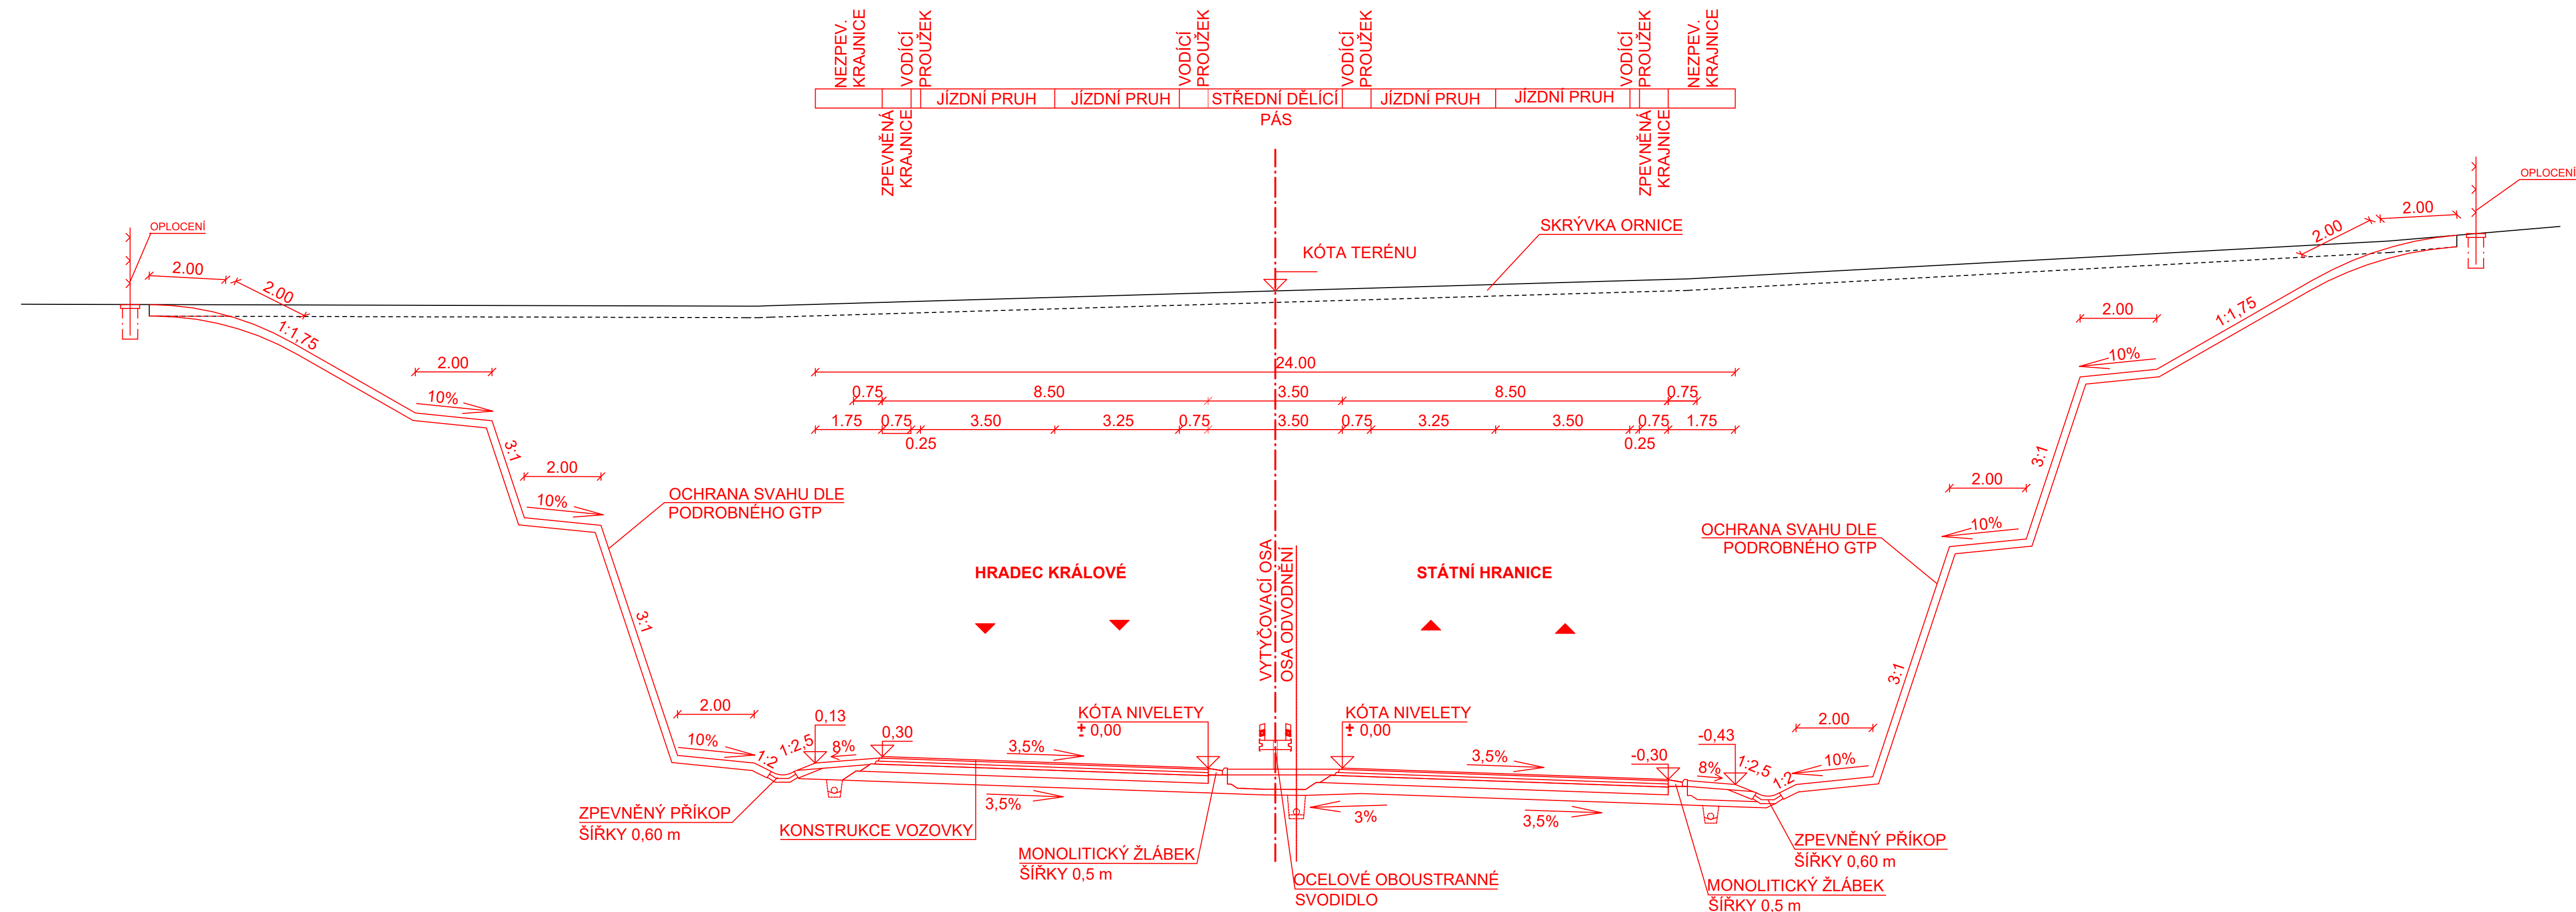 NEZPEV.
KRAJNICE
VODÍCÍ
PROUŽEK
VODÍCÍ
PROUŽEK
VODÍCÍ
PROUŽEK
VODÍCÍ
PROUŽEK
NEZPEV.
KRAJNICE
JÍZDNÍ PRUH
JÍZDNÍ PRUH
STŘEDNÍ DĚLÍCÍ
JÍZDNÍ PRUH
JÍZDNÍ PRUH
PÁS
ZPEVNĚNÁ
KRAJNICE
ZPEVNĚNÁ
KRAJNICE
OPLOCENÍ
OPLOCENÍ
SKRÝVKA ORNICE
KÓTA TERÉNU
2.00
2.00
2.00
2.00
1:1,75
1:1,75
2.00
2.00
10%
10%
24.00
0.75
8.50
3.50
8.50
0.75
1.75
0.75
3.50
3.25
0.75
3.50
0.75
3.25
3.50
0.75
1.75
0.25
0.25
3:1
3:1
2.00
2.00
10%
10%
OCHRANA SVAHU DLE
PODROBNÉHO GTP
OCHRANA SVAHU DLE
PODROBNÉHO GTP
HRADEC KRÁLOVÉ
STÁTNÍ HRANICE
VYTYČOVACÍ OSA
OSA ODVODNĚNÍ
3:1
3:1
2.00
2.00
10%
10%
1:2
1:2,5
0,13
8%
0,30
3,5%
KÓTA NIVELETY
± 0,00
KÓTA NIVELETY
± 0,00
3,5%
-0,30
8%
-0,43
1:2,5
1:2
3,5%
3%
3,5%
ZPEVNĚNÝ PŘÍKOP
ŠÍŘKY 0,60 m
KONSTRUKCE VOZOVKY
MONOLITICKÝ ŽLÁBEK
ŠÍŘKY 0,5 m
OCELOVÉ OBOUSTRANNÉ
SVODIDLO
ZPEVNĚNÝ PŘÍKOP
ŠÍŘKY 0,60 m
MONOLITICKÝ ŽLÁBEK
ŠÍŘKY 0,5 m